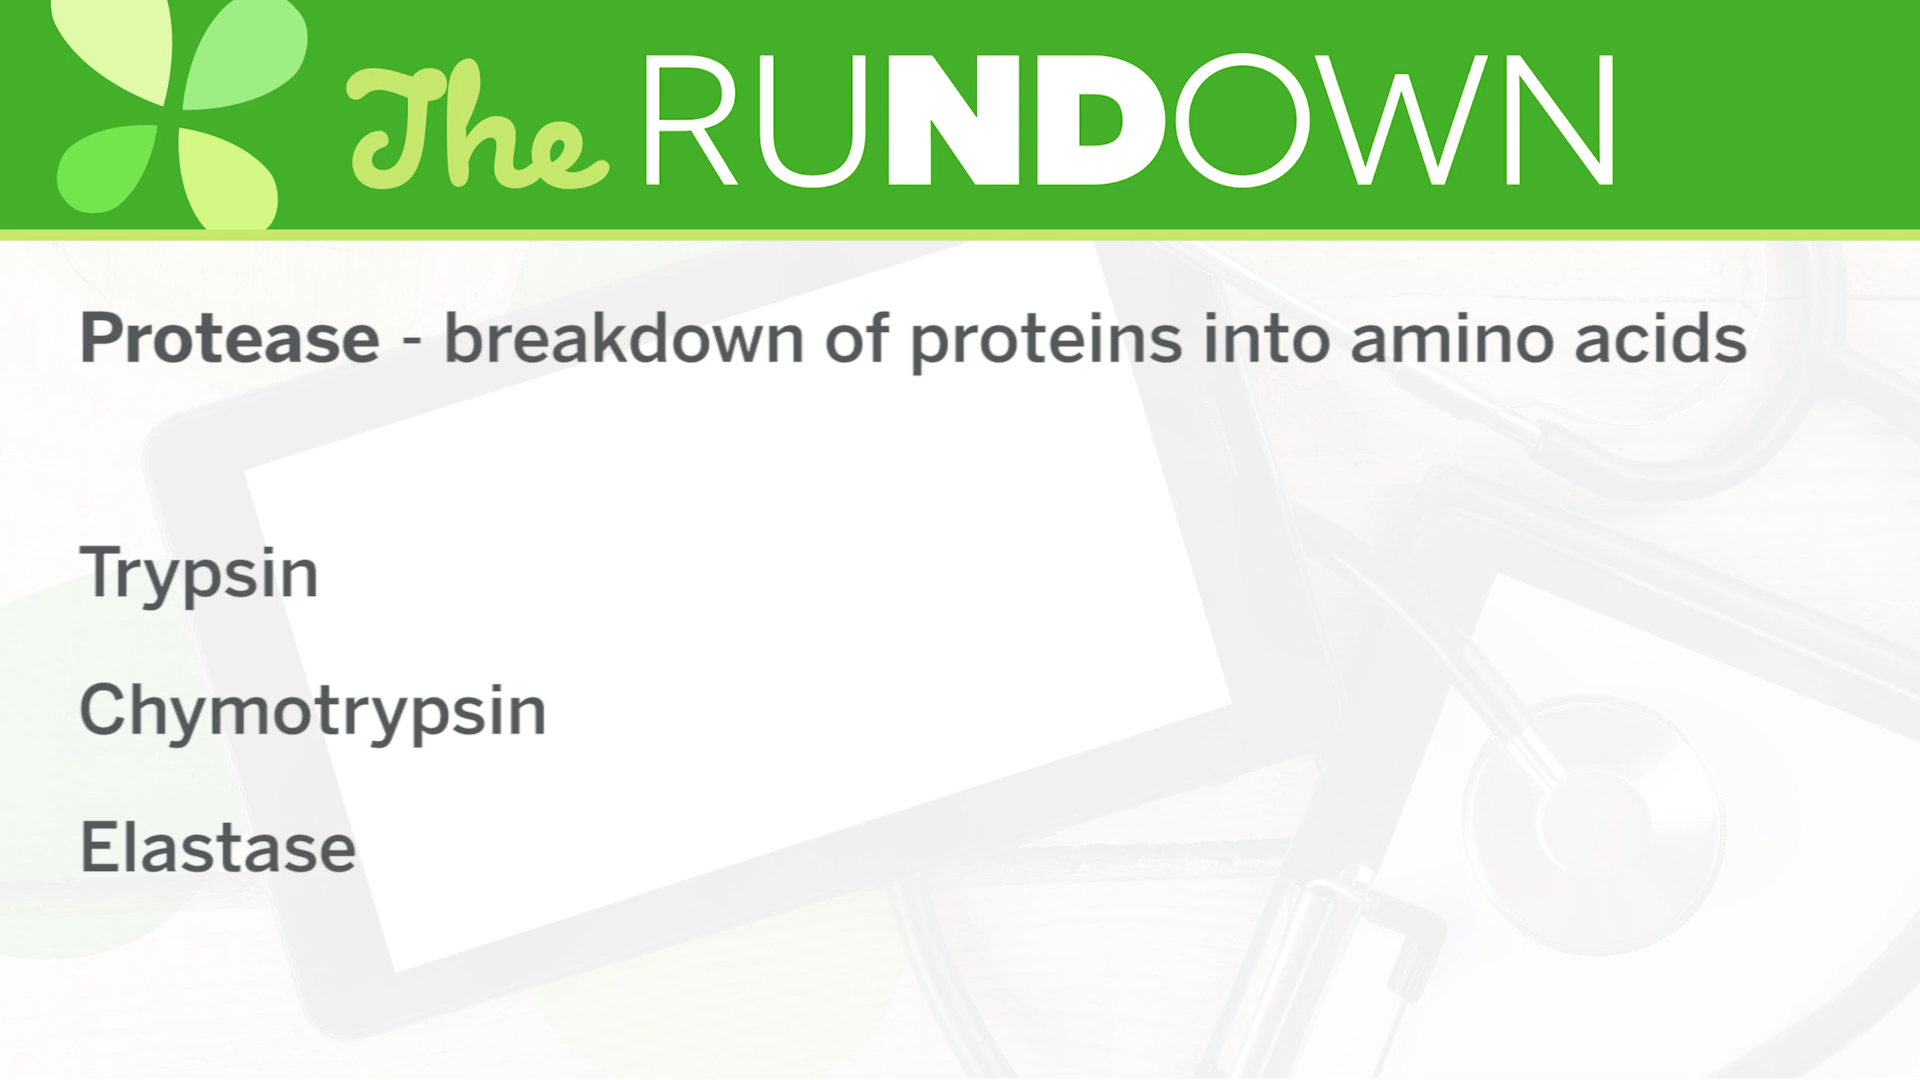 The RUNDOWN
Protease - breakdown of proteins into amino acids
Trypsin
Chymotrypsin
Elastase